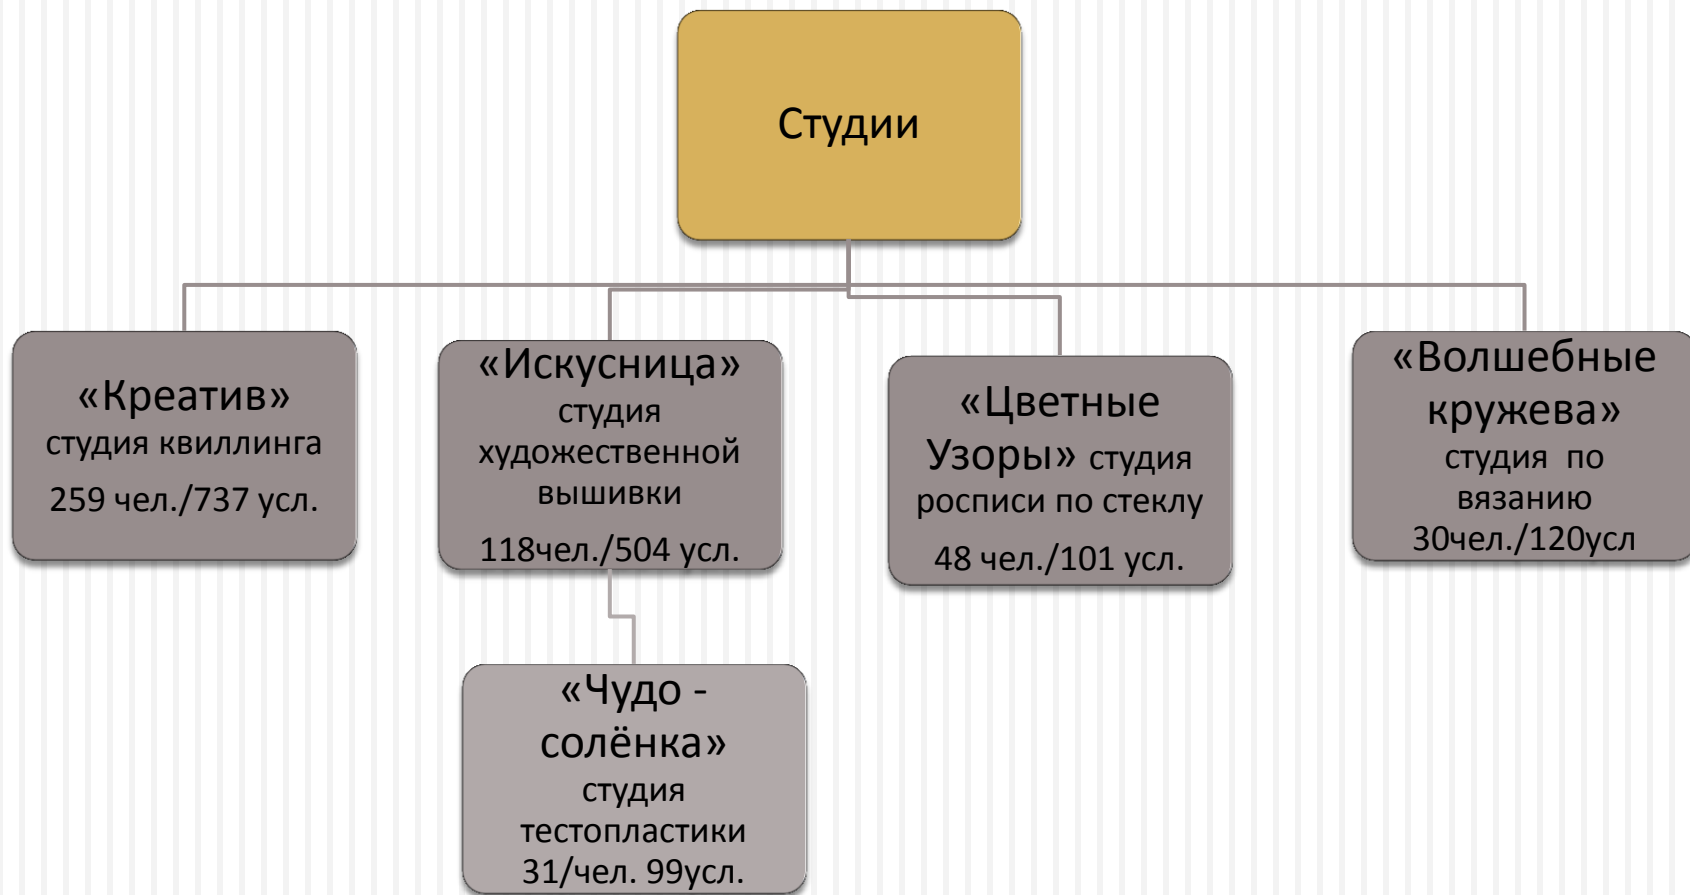 Студии
«Креатив»
студия квиллинга
259 чел./737 усл.
«Искусница»
студия
художественной
вышивки
118чел./504 усл.
«Цветные
Узоры» студия
росписи по стеклу
48 чел./101 усл.
«Волшебные
кружева»
студия  по
вязанию
30чел./120усл
«Чудо -
солёнка»
студия
тестопластики
31/чел. 99усл.